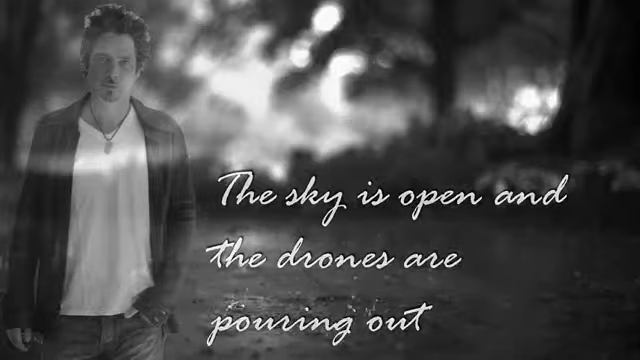 The sky is open and
the drones are
pouring out